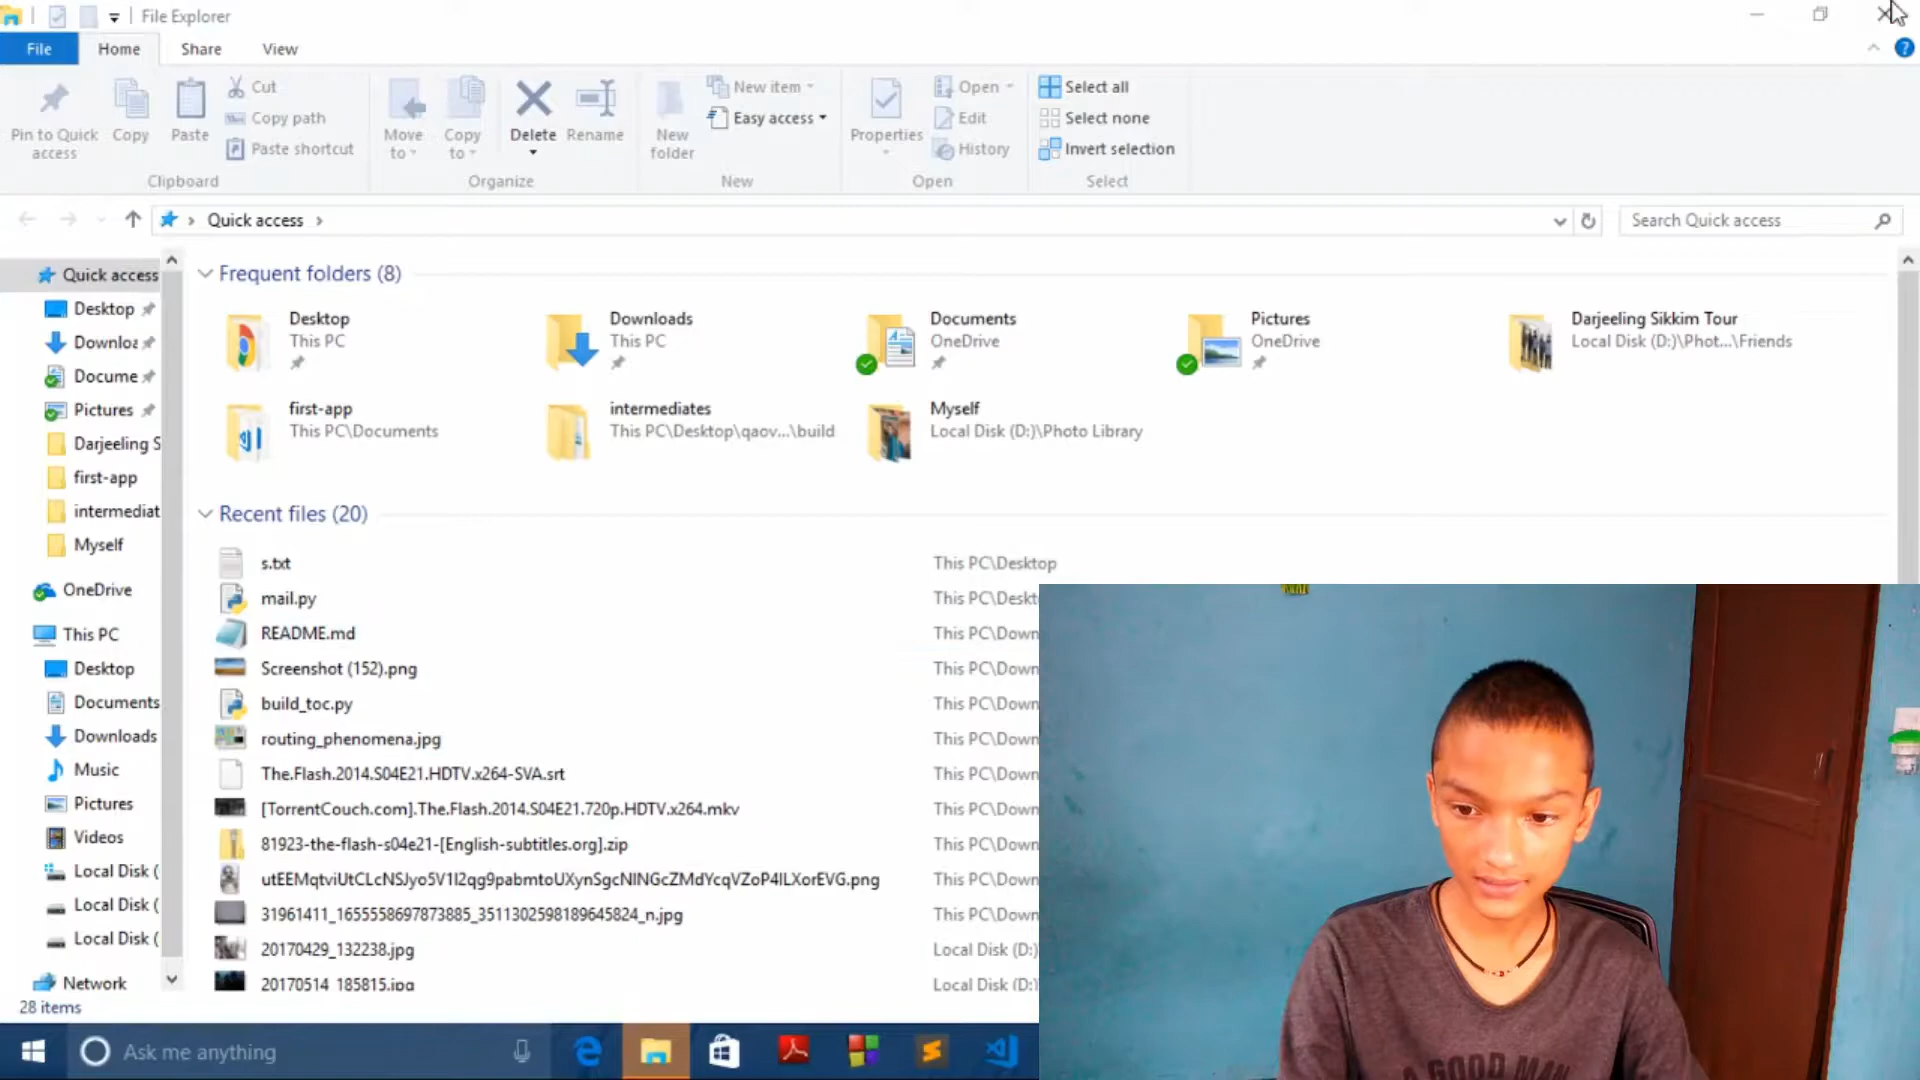 File Explorer
File Home Share View
Pin to Quick access
Copy
Paste
Cut
Copy path
Paste shortcut
Clipboard
Move to
Copy to
Delete
Rename
Organize
New folder
New item
Easy access
New
Properties
Open
Edit
History
Open
Select all
Select none
Invert selection
Select
Quick access
Search Quick access
Quick access
Desktop
Downloa
Docume
Pictures
Darjeeling S
first-app
intermediat
Myself
OneDrive
This PC
Desktop
Documents
Downloads
Music
Pictures
Videos
Local Disk (
Local Disk (
Local Disk (
Network
Frequent folders (8)
Desktop
This PC
Downloads
This PC
Documents
OneDrive
Pictures
OneDrive
Darjeeling Sikkim Tour
Local Disk (D:)\Phot...\Friends
first-app
This PC\Documents
intermediates
This PC\Desktop\qaov...\build
Myself
Local Disk (D:)\Photo Library
Recent files (20)
s.txt This PC\Desktop
mail.py This PC\Deskt
README.md This PC\Down
Screenshot (152).png This PC\Down
build_toc.py This PC\Down
routing_phenomena.jpg This PC\Down
The.Flash.2014.S04E21.HDTV.x264-SVA.srt This PC\Down
[TorrentCouch.com].The.Flash.2014.S04E21.720p.HDTV.x264.mkv This PC\Down
81923-the-flash-s04e21-[English-subtitles.org].zip This PC\Down
This PC\Down
31961411_1655558697873885_3511302598189645824_n.jpg This PC\Down
20170429_132238.jpg Local Disk (D:)
20170514_185815.jpg Local Disk (D:)
28 items
Ask me anything
A GOOD MAN